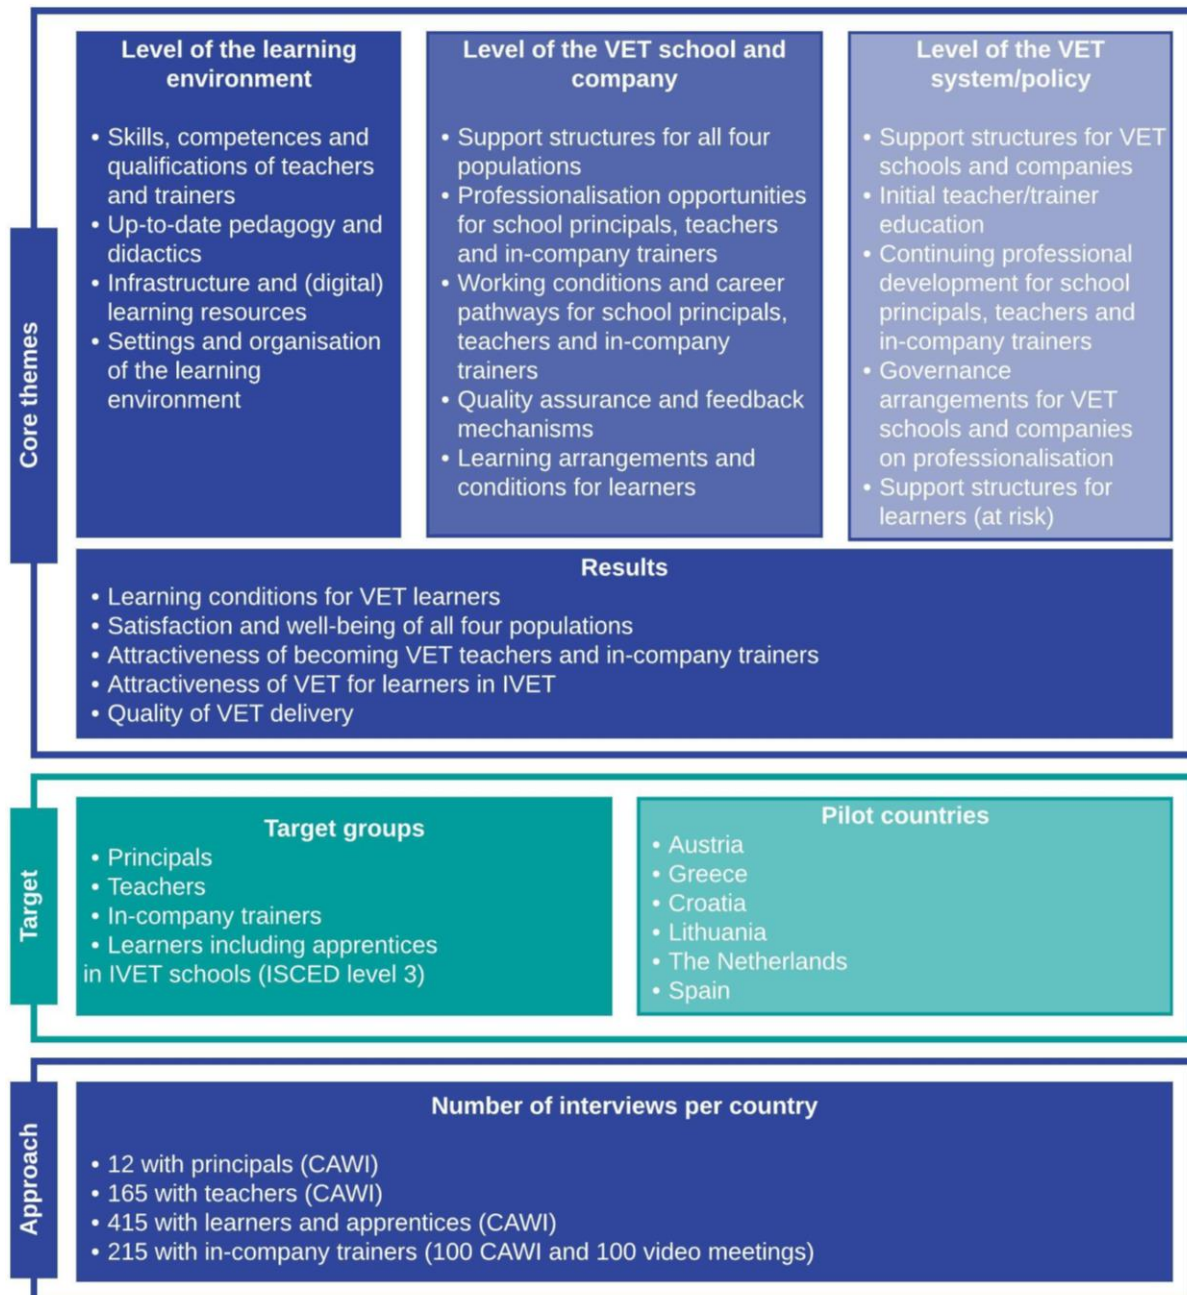 Core themes
Level of the learning
environment
• Skills, competences and
qualifications of teachers
and trainers
• Up-to-date pedagogy and
didactics
• Infrastructure and (digital)
learning resources
• Settings and organisation
of the learning
environment
Level of the VET school and
company
• Support structures for all four
populations
• Professionalisation opportunities
for school principals, teachers
and in-company trainers
• Working conditions and career
pathways for school principals,
teachers and in-company
trainers
• Quality assurance and feedback
mechanisms
• Learning arrangements and
conditions for learners
Level of the VET
system/policy
• Support structures for VET
schools and companies
• Initial teacher/trainer
education
• Continuing professional
development for school
principals, teachers and
in-company trainers
• Governance
arrangements for VET
schools and companies
on professionalisation
• Support structures for
learners (at risk)
Results
• Learning conditions for VET learners
• Satisfaction and well-being of all four populations
• Attractiveness of becoming VET teachers and in-company trainers
• Attractiveness of VET for learners in IVET
• Quality of VET delivery
Target
Target groups
• Principals
• Teachers
• In-company trainers
• Learners including apprentices
in IVET schools (ISCED level 3)
Pilot countries
• Austria
• Greece
• Croatia
• Lithuania
• The Netherlands
• Spain
Approach
Number of interviews per country
• 12 with principals (CAWI)
• 165 with teachers (CAWI)
• 415 with learners and apprentices (CAWI)
• 215 with in-company trainers (100 CAWI and 100 video meetings)